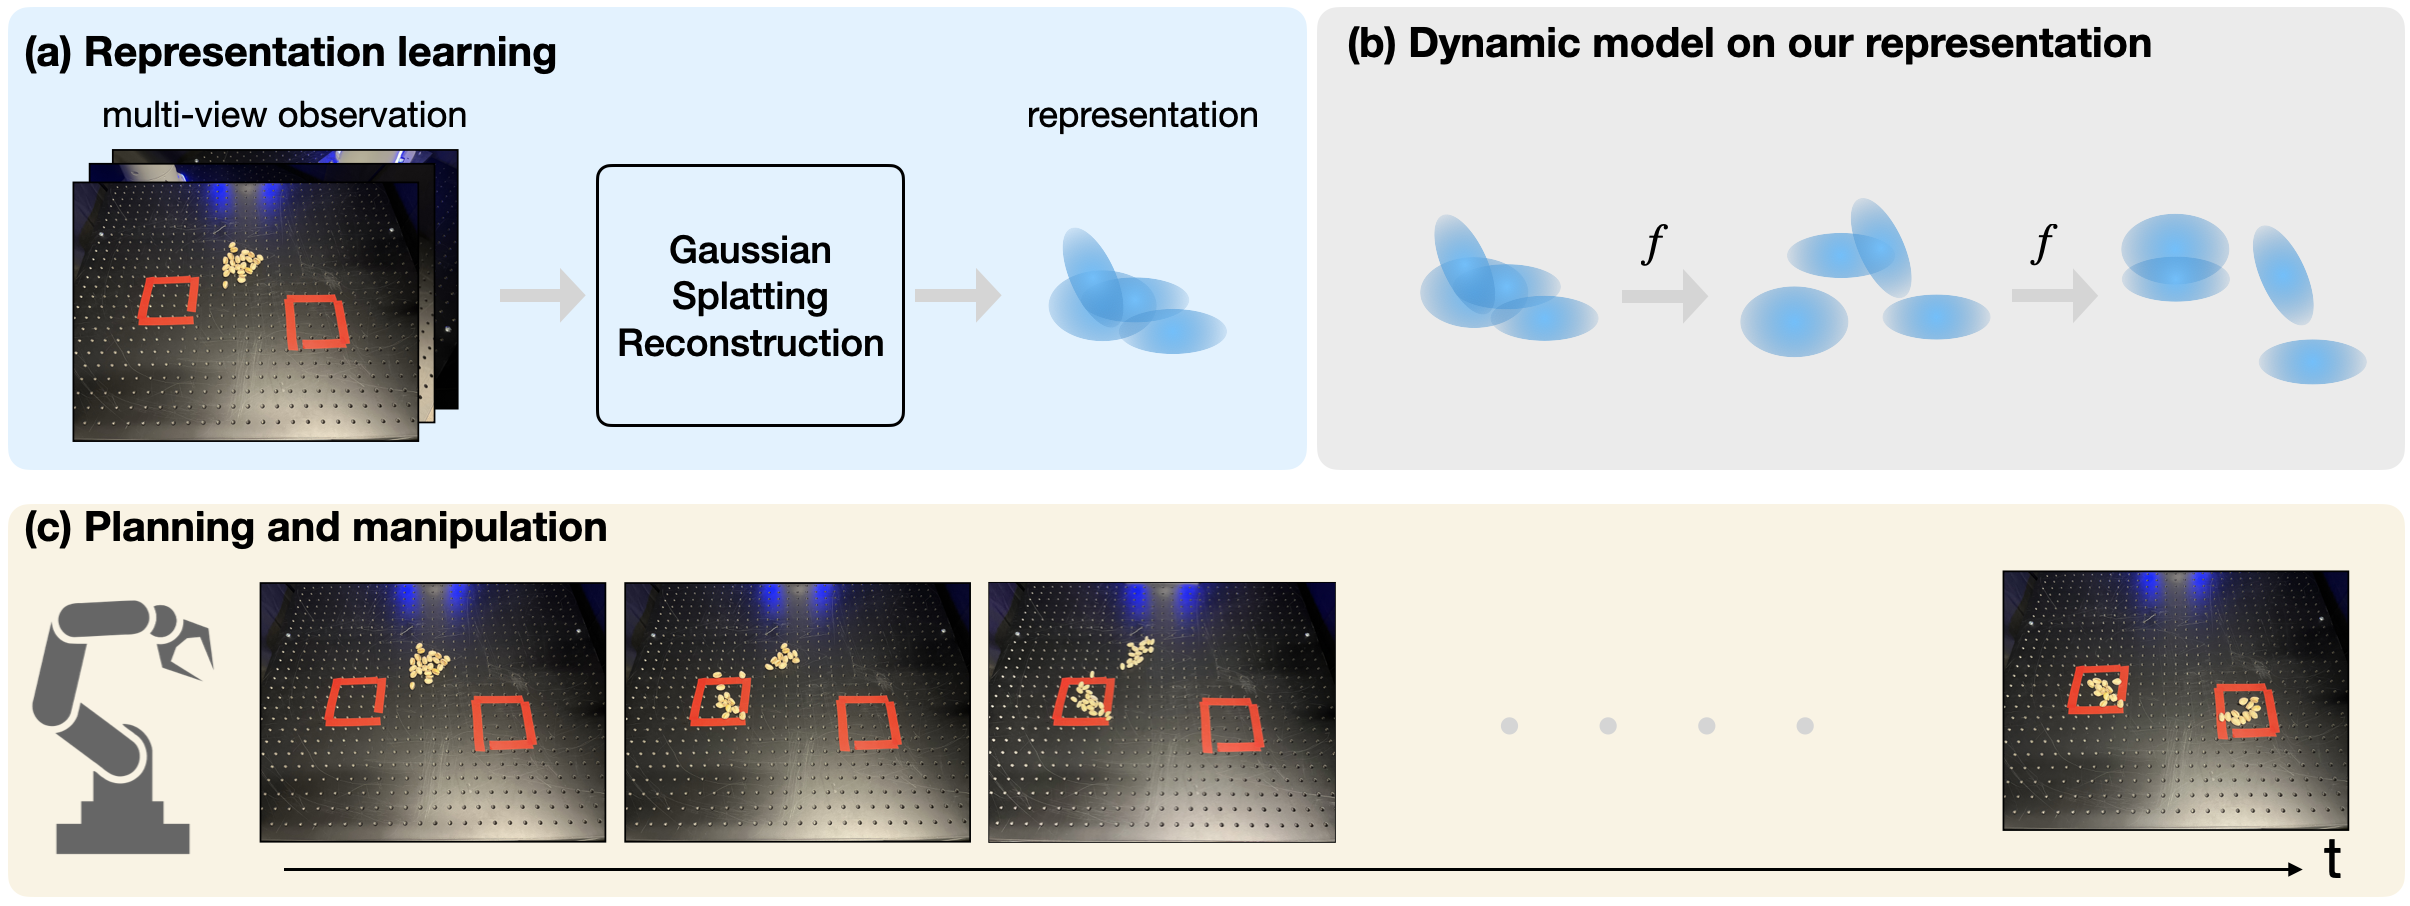 (a) Representation learning
multi-view observation
representation
Gaussian
Splatting
Reconstruction
(b) Dynamic model on our representation
f
f
(c) Planning and manipulation
t